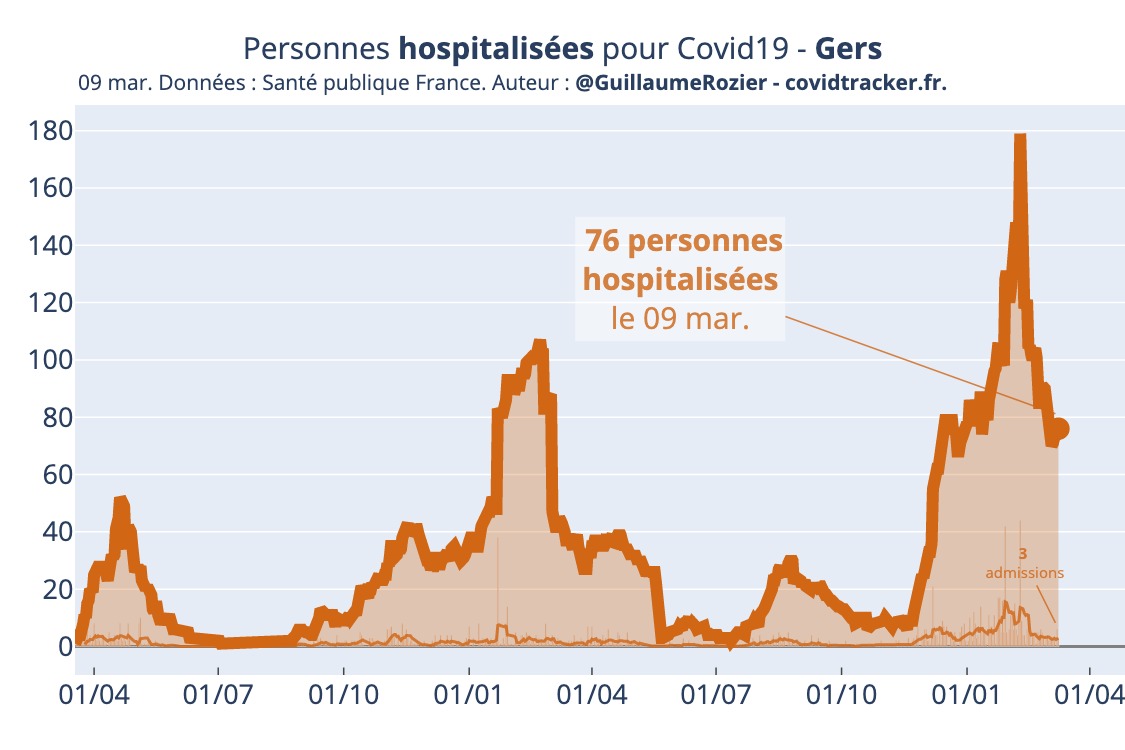 Personnes hospitalisées pour Covid19 - Gers
09 mar. Données : Santé publique France. Auteur : @GuillaumeRozier - covidtracker.fr.
180
160
140
120
100
80
60
40
20
0
76 personnes
hospitalisées
le 09 mar.
3
admissions
01/04 01/07 01/10 01/01 01/04 01/07 01/10 01/01 01/04